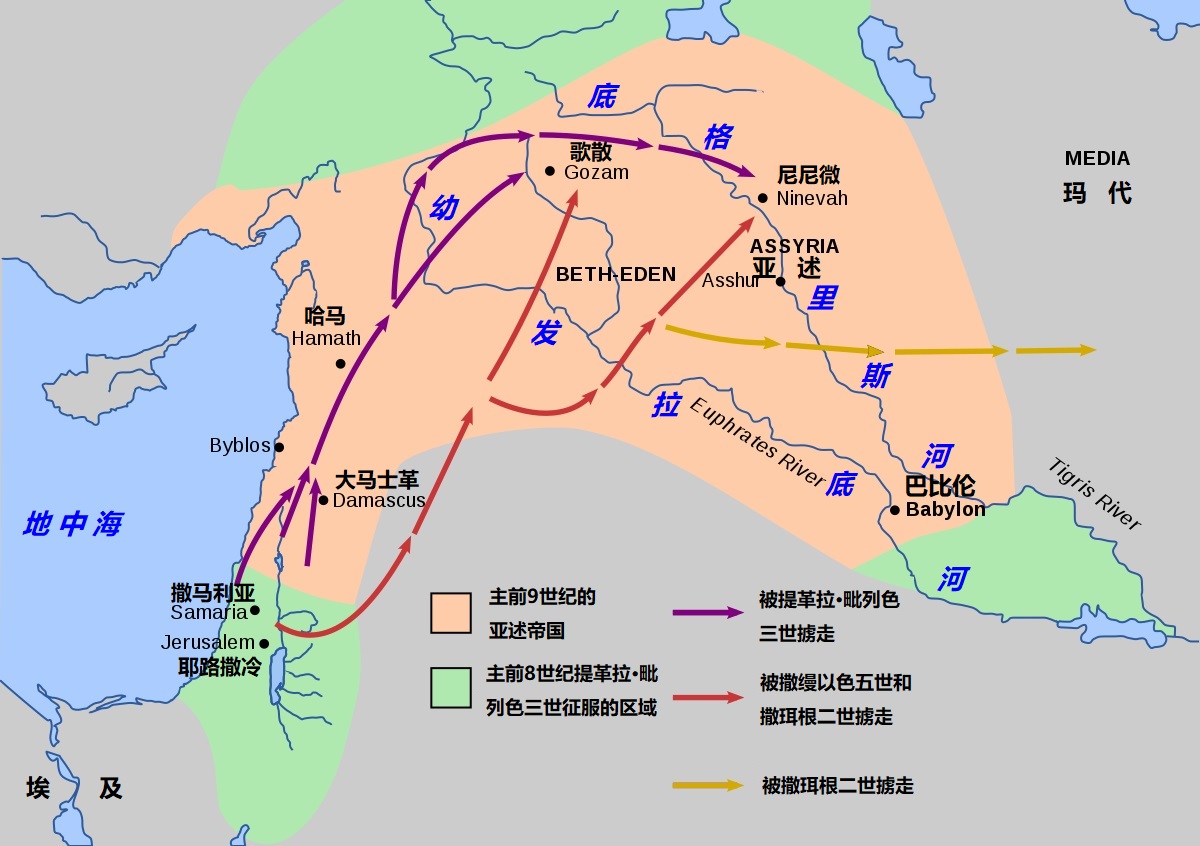 底
格
MEDIA
玛 代
歌散
Gozam
尼尼微
Ninevah
幼
ASSYRIA
亚 述
BETH-EDEN
Asshur
里
哈马
Hamath
发
斯
拉
Euphrates River
Byblos
河
大马士革
Damascus
底
巴比伦
Babylon
Tigris River
地中海
河
撒马利亚
Samaria
Jerusalem
耶路撒冷
主前9世纪的
亚述帝国
被提革拉•毗列色
三世掳走
主前8世纪提革拉•毗
列色三世征服的区域
被撒缦以色五世和
撒珥根二世掳走
埃 及
被撒珥根二世掳走